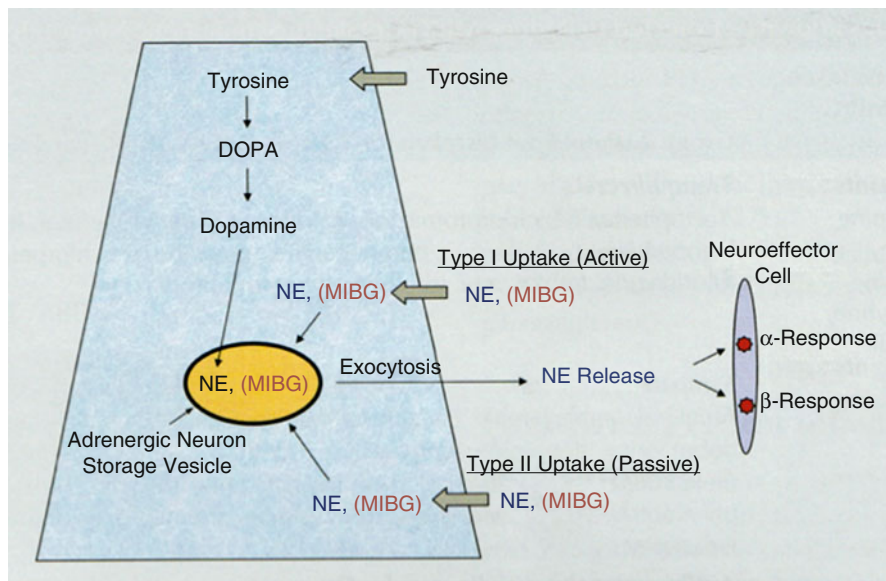 Tyrosine
Tyrosine
DOPA
Dopamine
Type I Uptake (Active)
NE, (MIBG)
NE, (MIBG)
Neuroeffector
Cell
α-Response
β-Response
NE, (MIBG)
Exocytosis
NE Release
Adrenergic Neuron
Storage Vesicle
Type II Uptake (Passive)
NE, (MIBG)
NE, (MIBG)